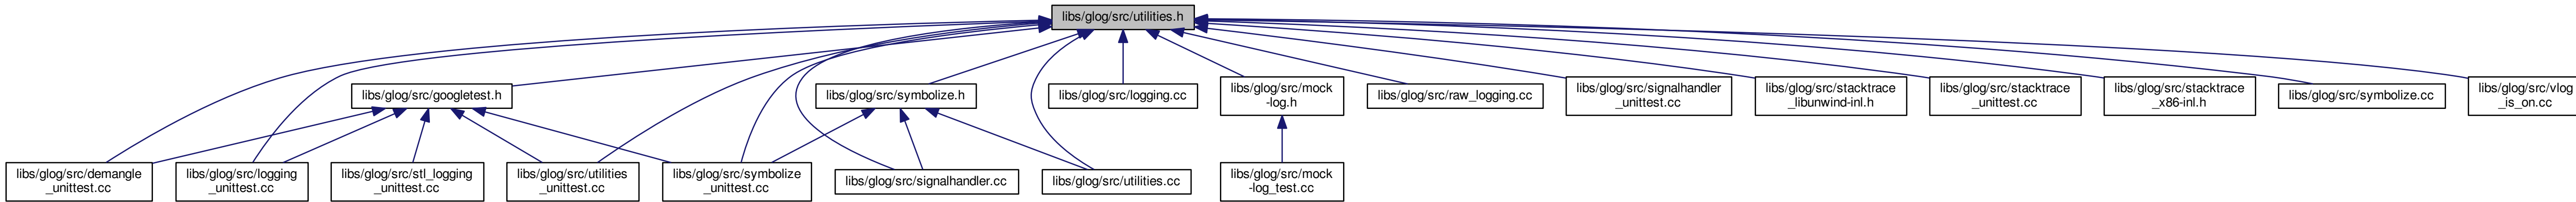 libs/glog/src/utilities.h
libs/glog/src/googletest.h
libs/glog/src/symbolize.h
libs/glog/src/logging.cc
libs/glog/src/mock
-log.h
libs/glog/src/raw_logging.cc
libs/glog/src/signalhandler
_unittest.cc
libs/glog/src/stacktrace
_libunwind-inl.h
libs/glog/src/stacktrace
_unittest.cc
libs/glog/src/stacktrace
_x86-inl.h
libs/glog/src/symbolize.cc
libs/glog/src/vlog
_is_on.cc
libs/glog/src/demangle
_unittest.cc
libs/glog/src/logging
_unittest.cc
libs/glog/src/stl_logging
_unittest.cc
libs/glog/src/utilities
_unittest.cc
libs/glog/src/symbolize
_unittest.cc
libs/glog/src/signalhandler.cc
libs/glog/src/utilities.cc
libs/glog/src/mock
-log_test.cc